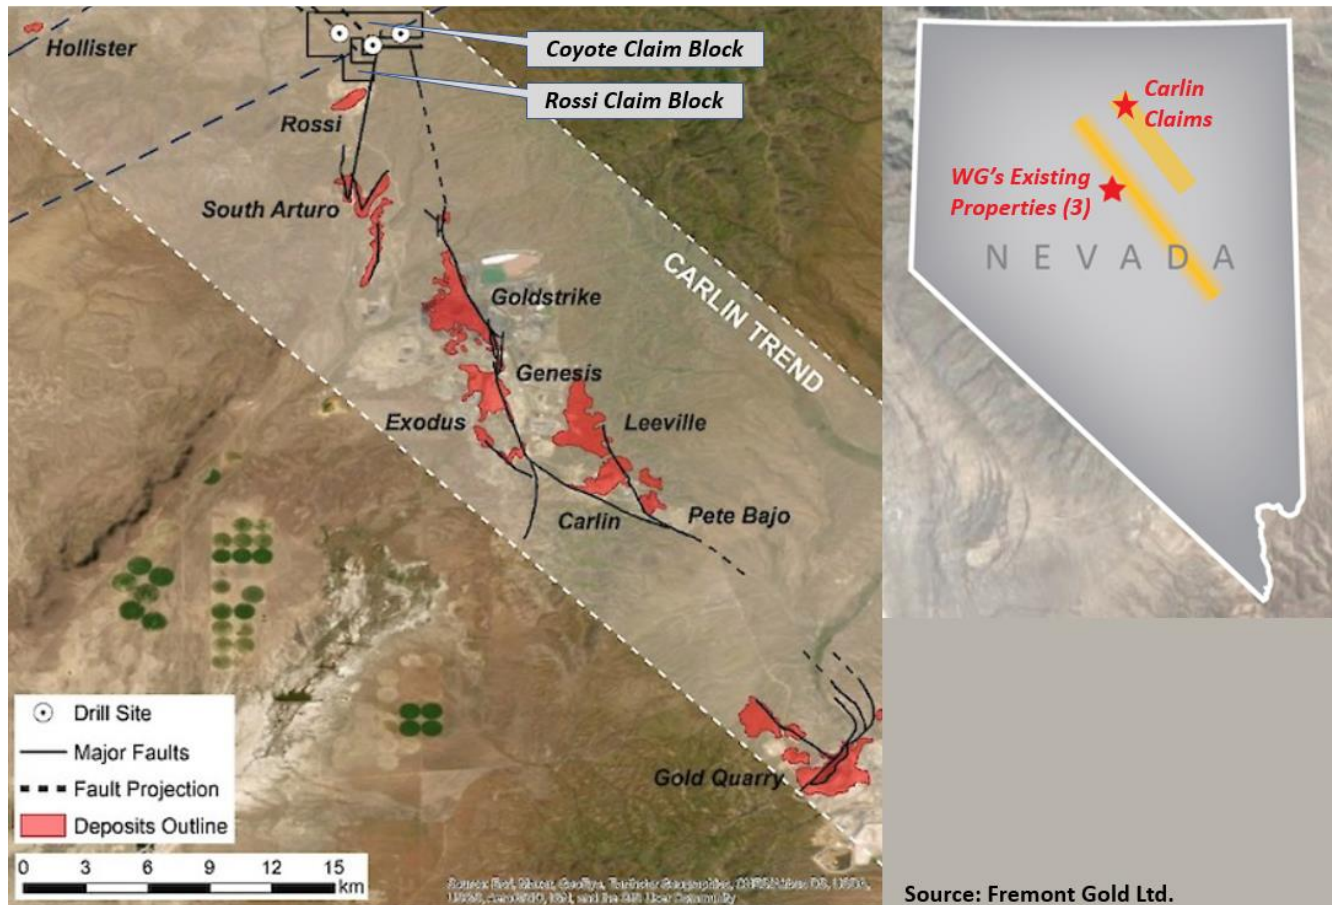 Hollister
Coyote Claim Block
Rossi Claim Block
Rossi
South Arturo
CARLIN TREND
Goldstrike
Genesis
Exodus
Leeville
Carlin
Pete Bajo
Gold Quarry
Drill Site
Major Faults
Fault Projection
Deposits Outline
0 3 6 9 12 15
km
Carlin
Claims
WG's Existing
Properties (3)
NEVADA
Source: Fremont Gold Ltd.